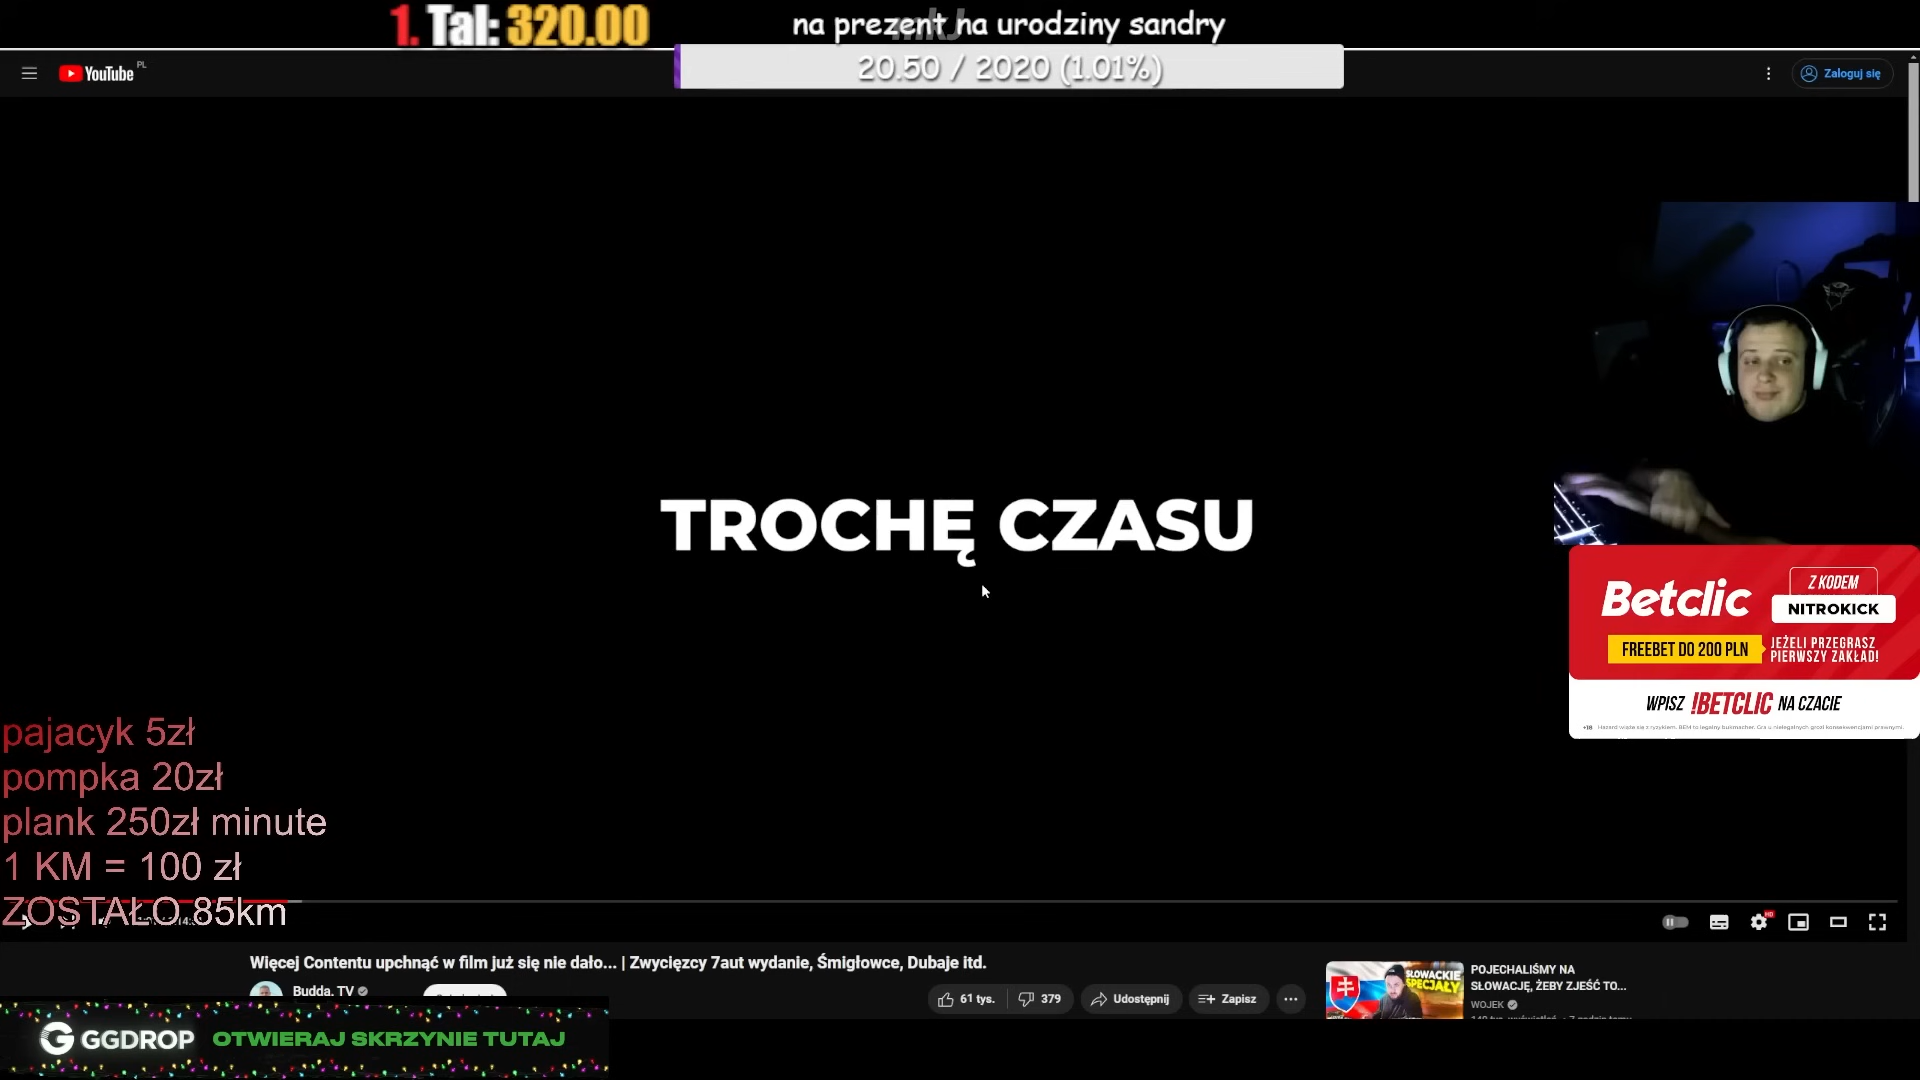 1. Tal: 320.00
na prezent na urodziny sandry
20.50 / 2020 (1.01%)
YouTube PL
Zaloguj się
TROCHĘ CZASU
Betclic
Z KODEM
NITROKICK
FREEBET DO 200 PLN
JEŻELI PRZEGRASZ
PIERWSZY ZAKŁAD!
WPISZ !BETCLIC NA CZACIE
pajacyk 5zł
pompka 20zł
plank 250zł minute
1 KM = 100 zł
ZOSTAŁO 85km
Więcej Contentu upchnąć w film już się nie dało... | Zwycięzcy 7aut wydanie, Śmigłowce, Dubaje itd.
Budda. TV
61 tys.
379
Udostępnij
Zapisz
SŁOWACKIE
SPECJAŁY
POJECHALIŚMY NA
SŁOWACJĘ, ŻEBY ZJEŚĆ TO...
WOJEK
GGDROP
OTWIERAJ SKRZYNIE TUTAJ